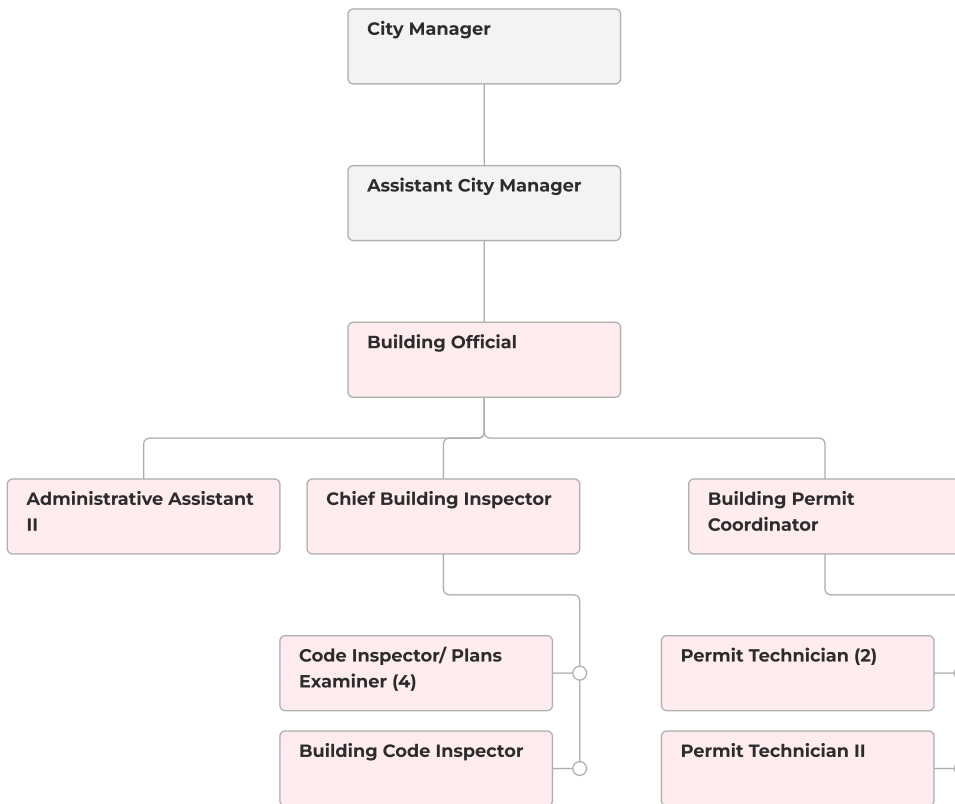 City Manager
Assistant City Manager
Building Official
Administrative Assistant
II
Chief Building Inspector
Building Permit
Coordinator
Code Inspector/ Plans
Examiner (4)
Permit Technician (2)
Building Code Inspector
Permit Technician II